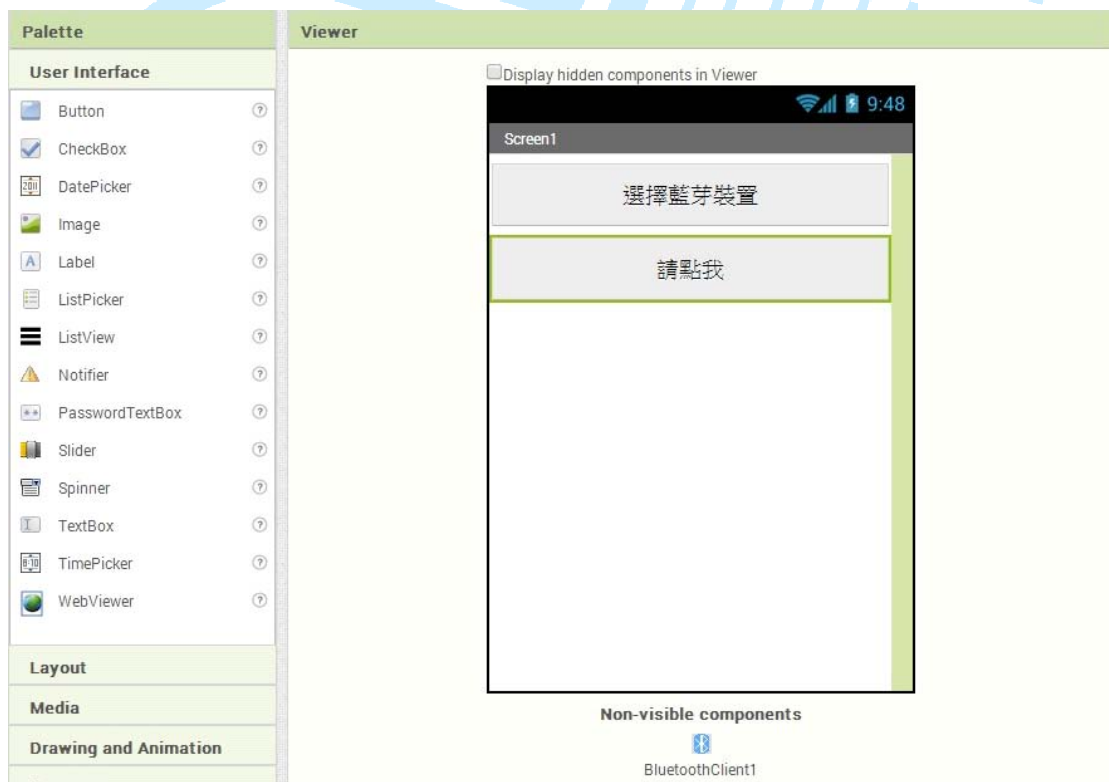 Palette
User Interface
Button
CheckBox
DatePicker
Image
Label
ListPicker
ListView
Notifier
PasswordTextBox
Slider
Spinner
TextBox
TimePicker
WebViewer
Layout
Media
Drawing and Animation
Viewer
Display hidden components in Viewer
9:48
Screen1
選擇藍芽裝置
請點我
Non-visible components
BluetoothClient1